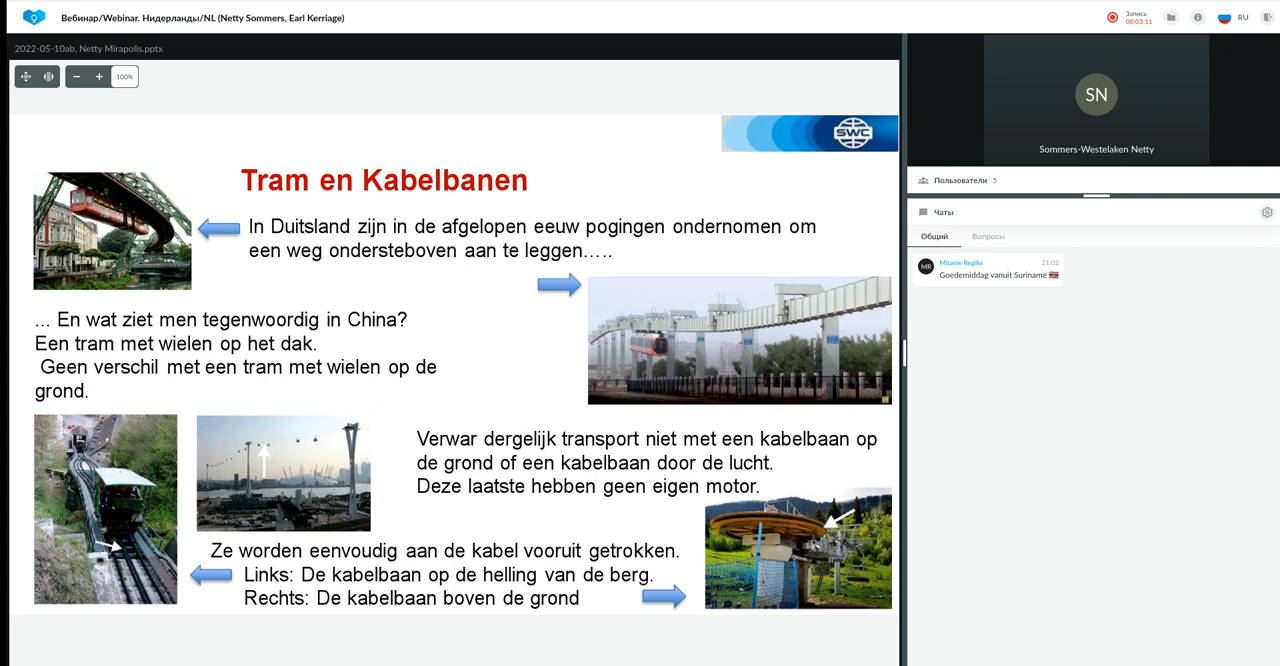 Вебинар/Webinar. Нидерланды/NL (Netty Sommers, Earl Kerriage)
Запись
00:03:11
RU
2022-05-10ab, Netty Mirapolis.pptx
100%
SWC
Tram en Kabelbanen
In Duitsland zijn in de afgelopen eeuw pogingen ondernomen om
een weg ondersteboven aan te leggen.….
... En wat ziet men tegenwoordig in China?
Een tram met wielen op het dak.
Geen verschil met een tram met wielen op de
grond.
Verwar dergelijk transport niet met een kabelbaan op
de grond of een kabelbaan door de lucht.
Deze laatste hebben geen eigen motor.
Ze worden eenvoudig aan de kabel vooruit getrokken.
Links: De kabelbaan op de helling van de berg.
Rechts: De kabelbaan boven de grond
SN
Sommers-Westelaken Netty
Пользователи 5
Чаты
Общий Вопросы
MR
Mitanie Regilia 21:02
Goedemiddag vanuit Suriname 🇸🇷